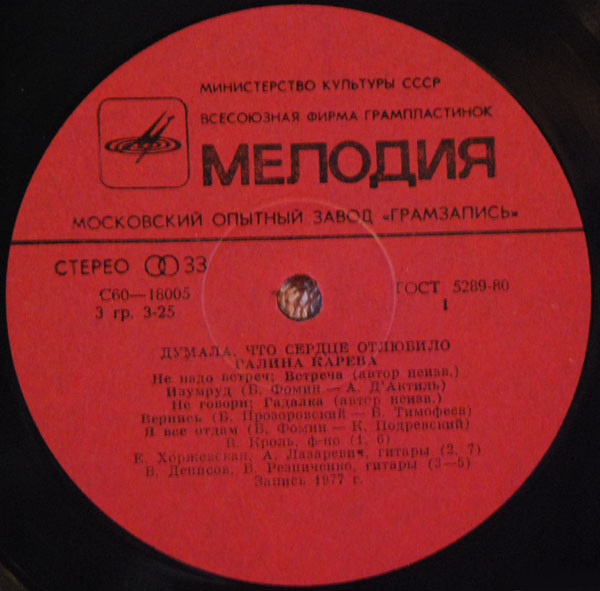 МИНИСТЕРСТВО КУЛЬТУРЫ СССР
ВСЕСОЮЗНАЯ ФИРМА ГРАМПЛАСТИНОК
МЕЛОДИЯ
МОСКОВСКИЙ ОПЫТНЫЙ ЗАВОД «ГРАМЗАПИСЬ»
СТЕРЕО 33
С60—18005
3 гр. 3-25
ГОСТ 5289-80
1
ДУМАЛА, ЧТО СЕРДЦЕ ОТЛЮБИЛО
ГАЛИНА КАРЕВА
Не надо встреч; Встреча (автор неизв.)
Изумруд (Б. Фомин — А. Д'Актиль)
Не говори; Гадалка (автор неизв.)
Вернись (Б. Прозоровский — В. Тимофеев)
Я все отдам (Б. Фомин — К. Подревский)
В. Кроль, ф-но (1, 6)
Е. Хоржевская, А. Лазаревич, гитары (2, 7)
В. Денисов, В. Резниченко, гитары (3—5)
Запись 1977 г.